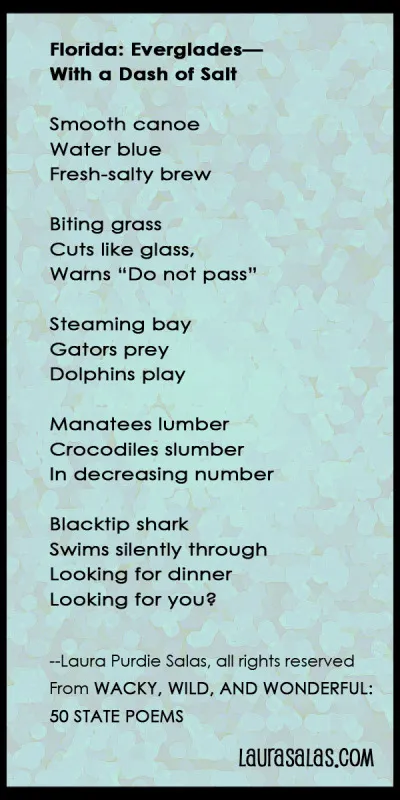 Florida: Everglades—
With a Dash of Salt
Smooth canoe
Water blue
Fresh-salty brew
Biting grass
Cuts like glass,
Warns “Do not pass”
Steaming bay
Gators prey
Dolphins play
Manatees lumber
Crocodiles slumber
In decreasing number
Blacktip shark
Swims silently through
Looking for dinner
Looking for you?
--Laura Purdie Salas, all rights reserved
From WACKY, WILD, AND WONDERFUL:
50 STATE POEMS
LAURASALAS.COM